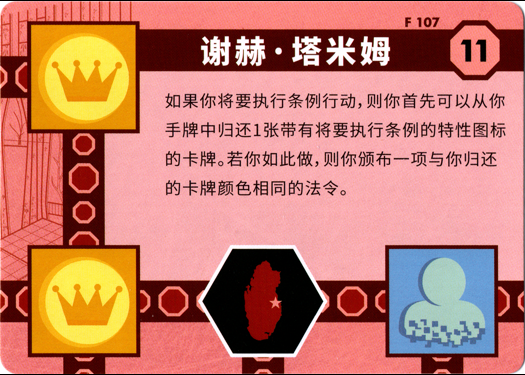 F 107
谢赫·塔米姆
11
如果你将要执行条例行动,则你首先可以从你
手牌中归还1张带有将要执行条例的特性图标
的卡牌。若你如此做,则你颁布一项与你归还
的卡牌颜色相同的法令。